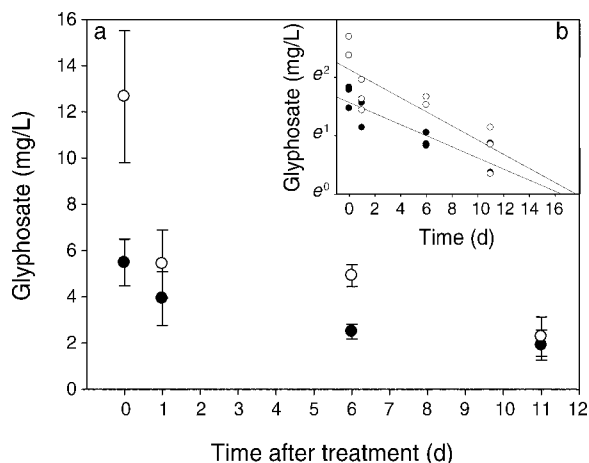 a
16
14
12
10
8
6
4
2
0
Glyphosate (mg/L)
0 1 2 3 4 5 6 7 8 9 10 11 12
Time after treatment (d)
b
Glyphosate (mg/L)
e2
e1
e0
0 2 4 6 8 10 12 14 16
Time (d)